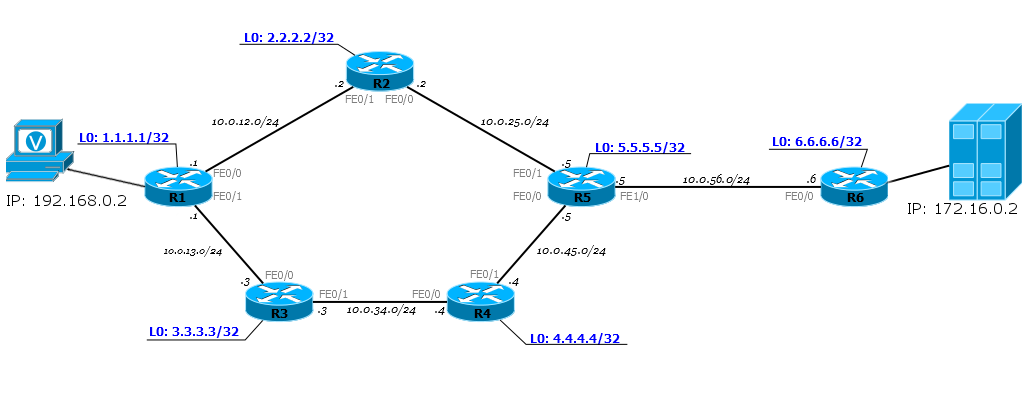 L0: 2.2.2.2/32
R2
.2
.2
FE0/1
FE0/0
10.0.12.0/24
10.0.25.0/24
V
L0: 1.1.1.1/32
L0: 5.5.5.5/32
L0: 6.6.6.6/32
.1
FE0/0
.5
FE0/1
R1
FE0/1
.1
IP: 192.168.0.2
FE0/0
R5
.5
FE1/0
.5
10.0.56.0/24
.6
FE0/0
R6
IP: 172.16.0.2
10.0.13.0/24
10.0.45.0/24
.3
FE0/0
FE0/1
.4
R3
FE0/1
.3
10.0.34.0/24
FE0/0
.4
R4
L0: 3.3.3.3/32
L0: 4.4.4.4/32